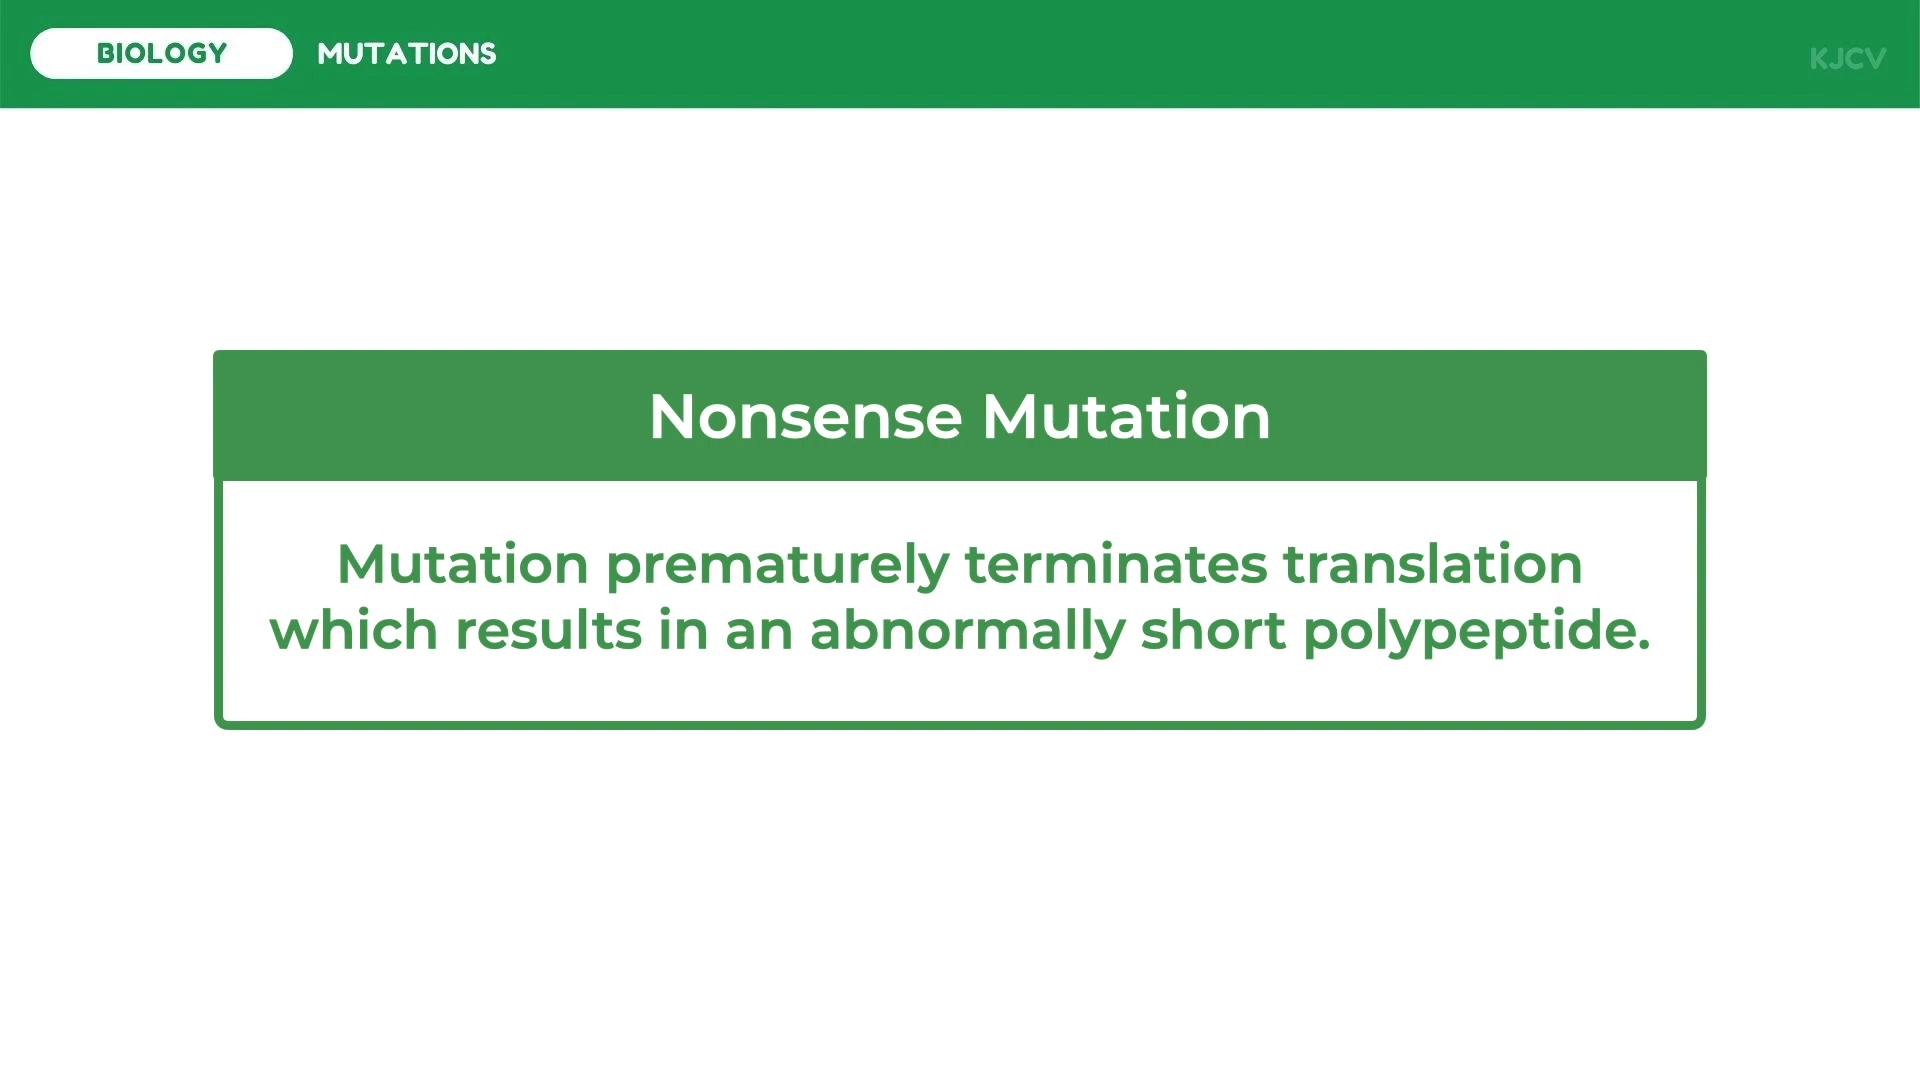 BIOLOGY MUTATIONS
KJCV
Nonsense Mutation
Mutation prematurely terminates translation
which results in an abnormally short polypeptide.